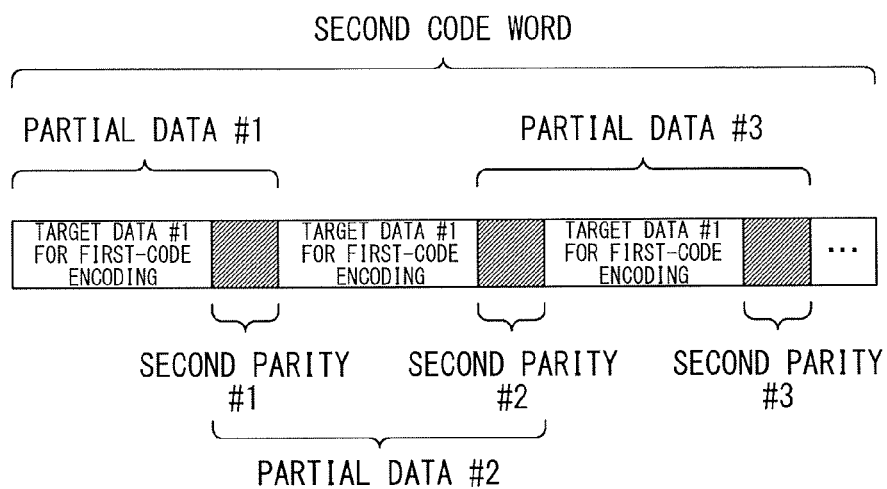 SECOND CODE WORD
PARTIAL DATA #1
PARTIAL DATA #3
TARGET DATA #1
FOR FIRST-CODE
ENCODING
TARGET DATA #1
FOR FIRST-CODE
ENCODING
TARGET DATA #1
FOR FIRST-CODE
ENCODING
...
SECOND PARITY
#1
SECOND PARITY
#2
SECOND PARITY
#3
PARTIAL DATA #2